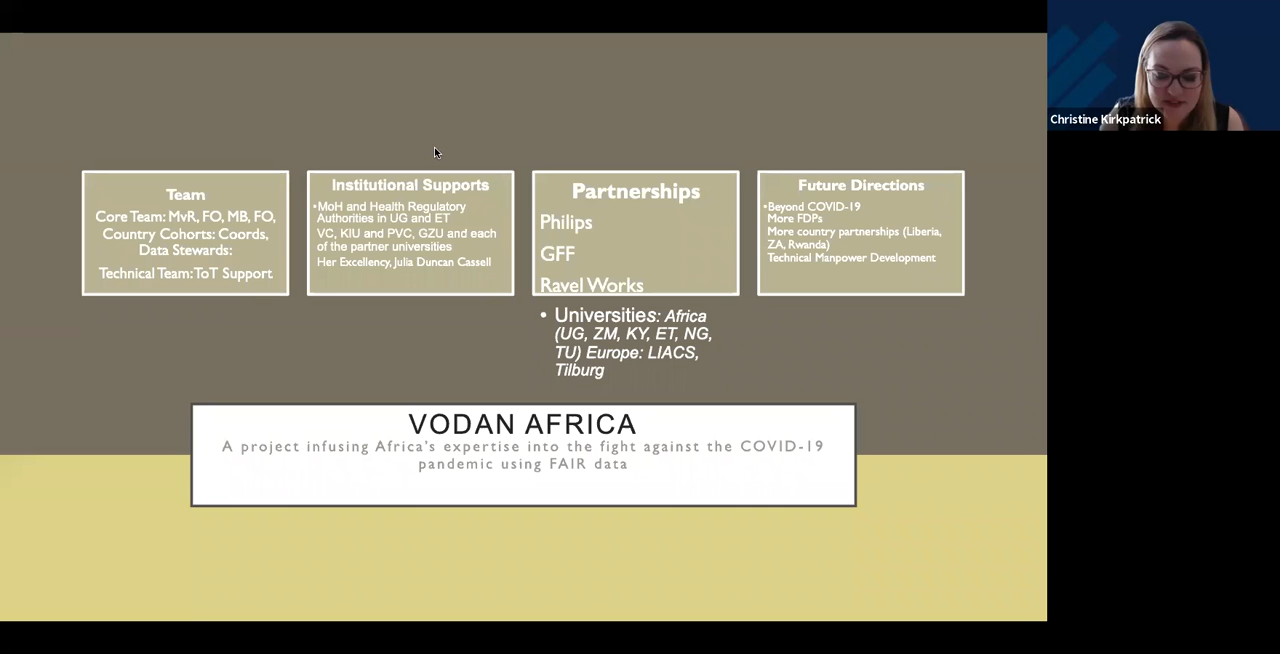 Team
Core Team: MvR, FO, MB, FO,
Country Cohorts: Coords,
Data Stewards:
Technical Team:ToT Support
Institutional Supports
•MoH and Health Regulatory
Authorities in UG and ET
VC, KIU and PVC, GZU and each
of the partner universities
Her Excellency, Julia Duncan Cassell
Partnerships
Philips
GFF
Ravel Works
• Universities: Africa
(UG, ZM, KY, ET, NG,
TU) Europe: LIACS,
Tilburg
Future Directions
•Beyond COVID-19
More FDPs
More country partnerships (Liberia,
ZA, Rwanda)
Technical Manpower Development
VODAN AFRICA
A project infusing Africa's expertise into the fight against the COVID-19
pandemic using FAIR data
Christine Kirkpatrick